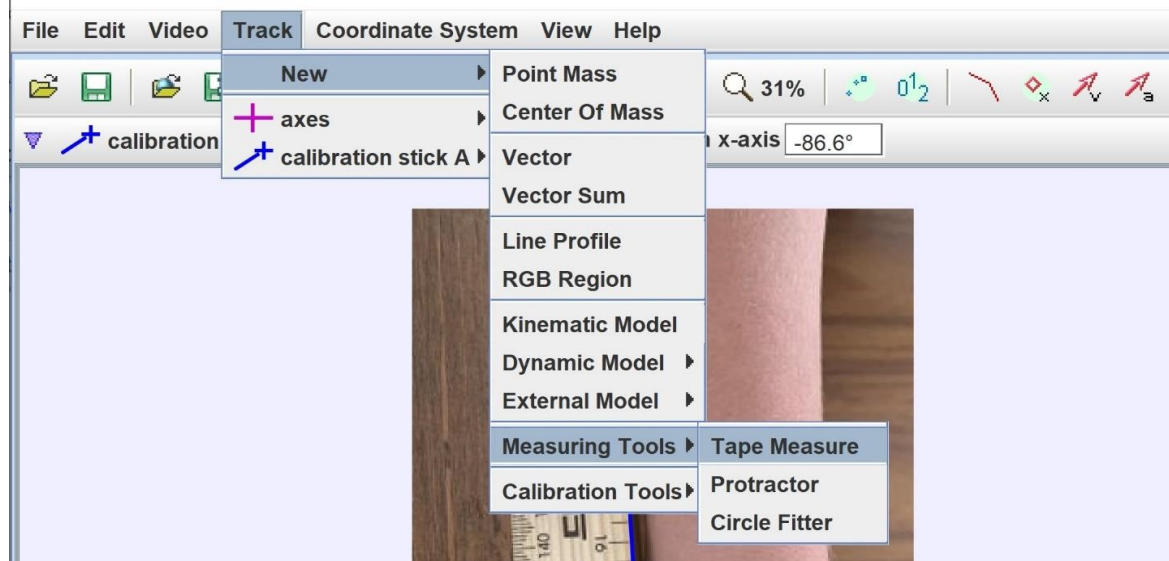 File Edit Video Track Coordinate System View Help
31%
calibration
x-axis -86.6°
New
axes
calibration stick A
Point Mass
Center Of Mass
Vector
Vector Sum
Line Profile
RGB Region
Kinematic Model
Dynamic Model
External Model
Measuring Tools
Calibration Tools
Tape Measure
Protractor
Circle Fitter
140
16